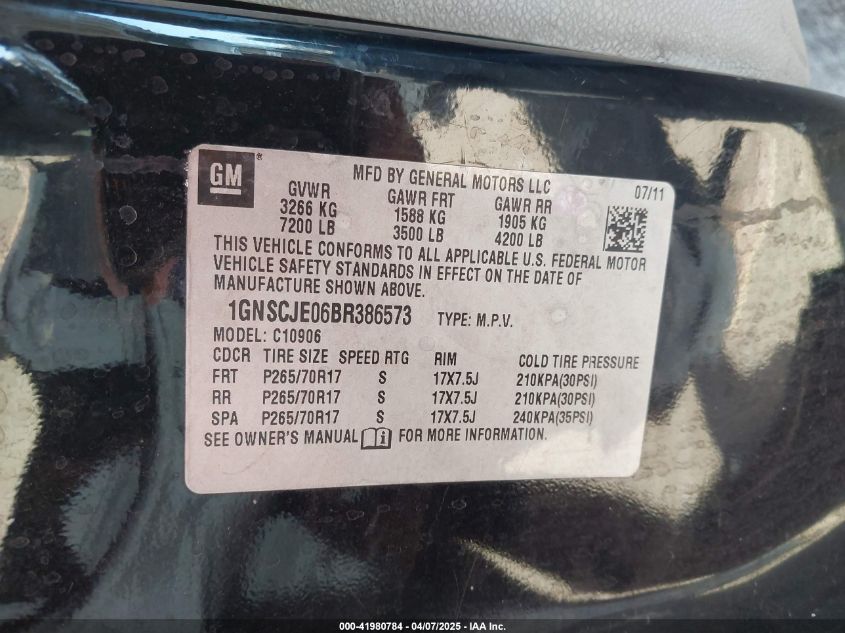 GM ®
MFD BY GENERAL MOTORS LLC
07/11
GVWR GAWR FRT GAWR RR
3266 KG 1588 KG 1905 KG
7200 LB 3500 LB 4200 LB
THIS VEHICLE CONFORMS TO ALL APPLICABLE U.S. FEDERAL MOTOR
VEHICLE SAFETY STANDARDS IN EFFECT ON THE DATE OF
MANUFACTURE SHOWN ABOVE.
1GNSCJE06BR386573 TYPE: M.P.V.
MODEL: C10906
CDCR TIRE SIZE SPEED RTG RIM COLD TIRE PRESSURE
FRT P265/70R17 S 17X7.5J 210KPA(30PSI)
RR P265/70R17 S 17X7.5J 210KPA(30PSI)
SPA P265/70R17 S 17X7.5J 240KPA(35PSI)
SEE OWNER'S MANUAL i FOR MORE INFORMATION.
000-41980784 - 04/07/2025 - IAA Inc.